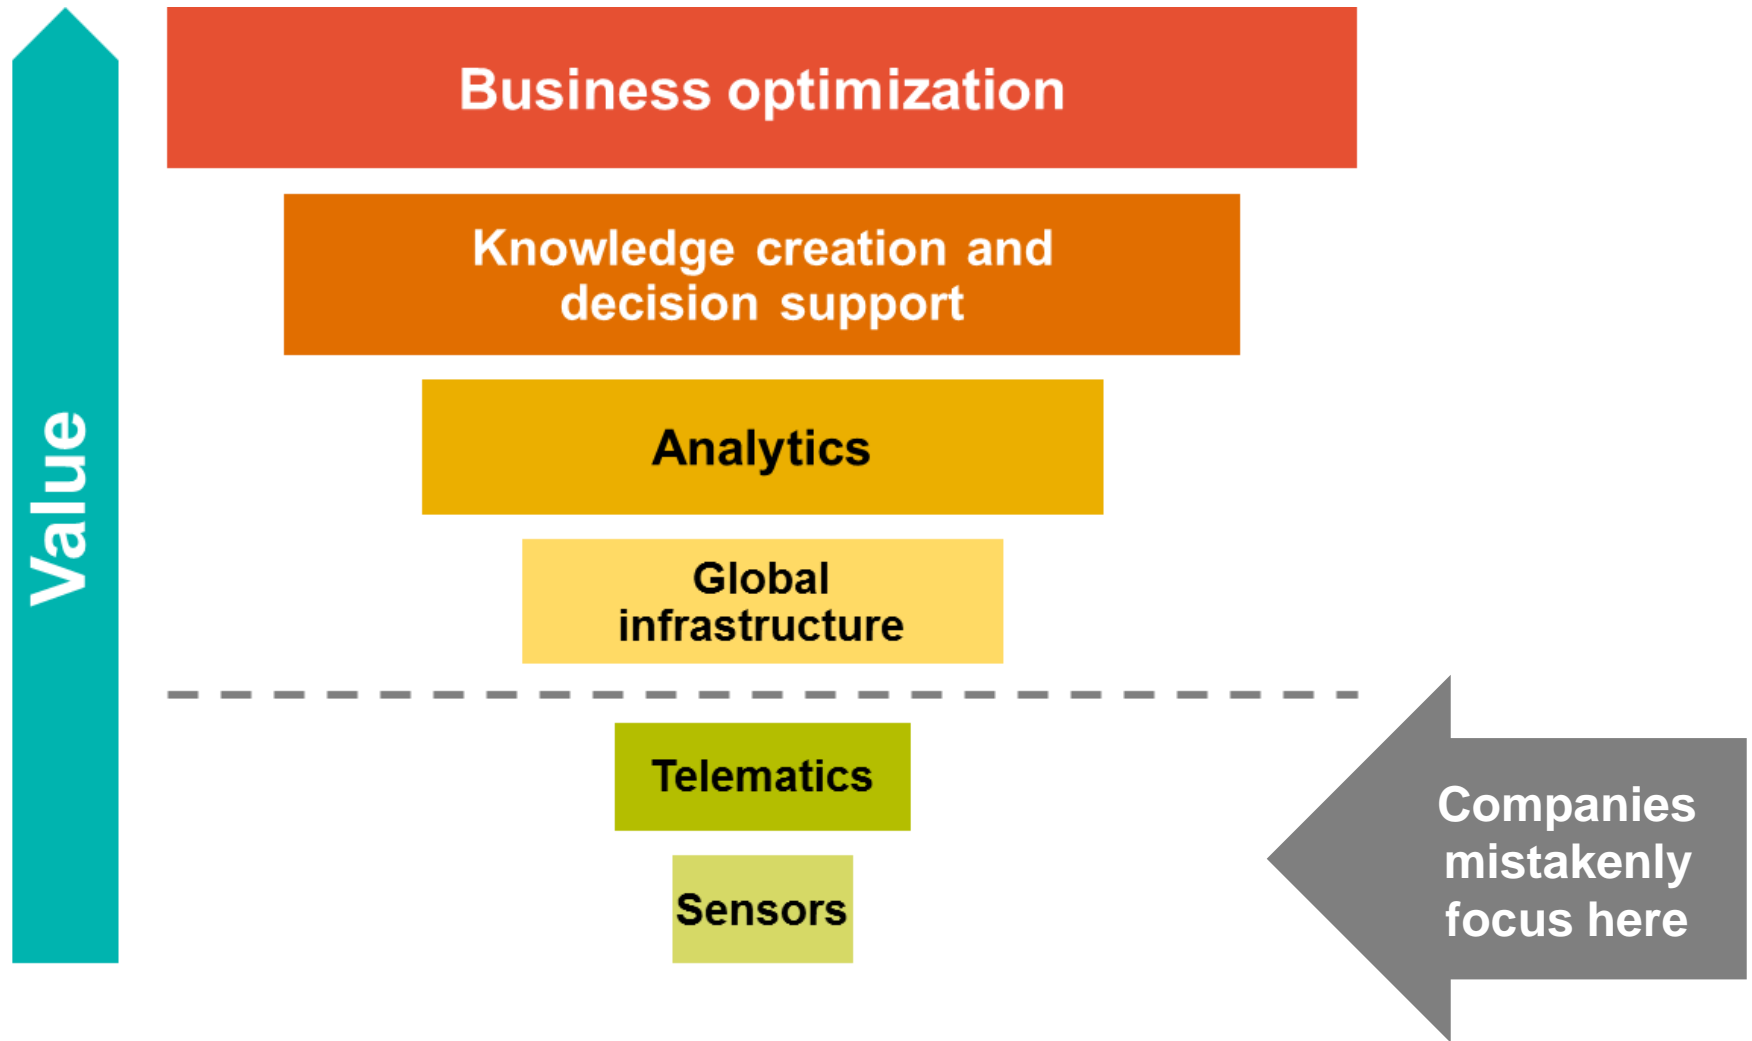 Value
Business optimization
Knowledge creation and
decision support
Analytics
Global
infrastructure
Telematics
Sensors
Companies
mistakenly
focus here